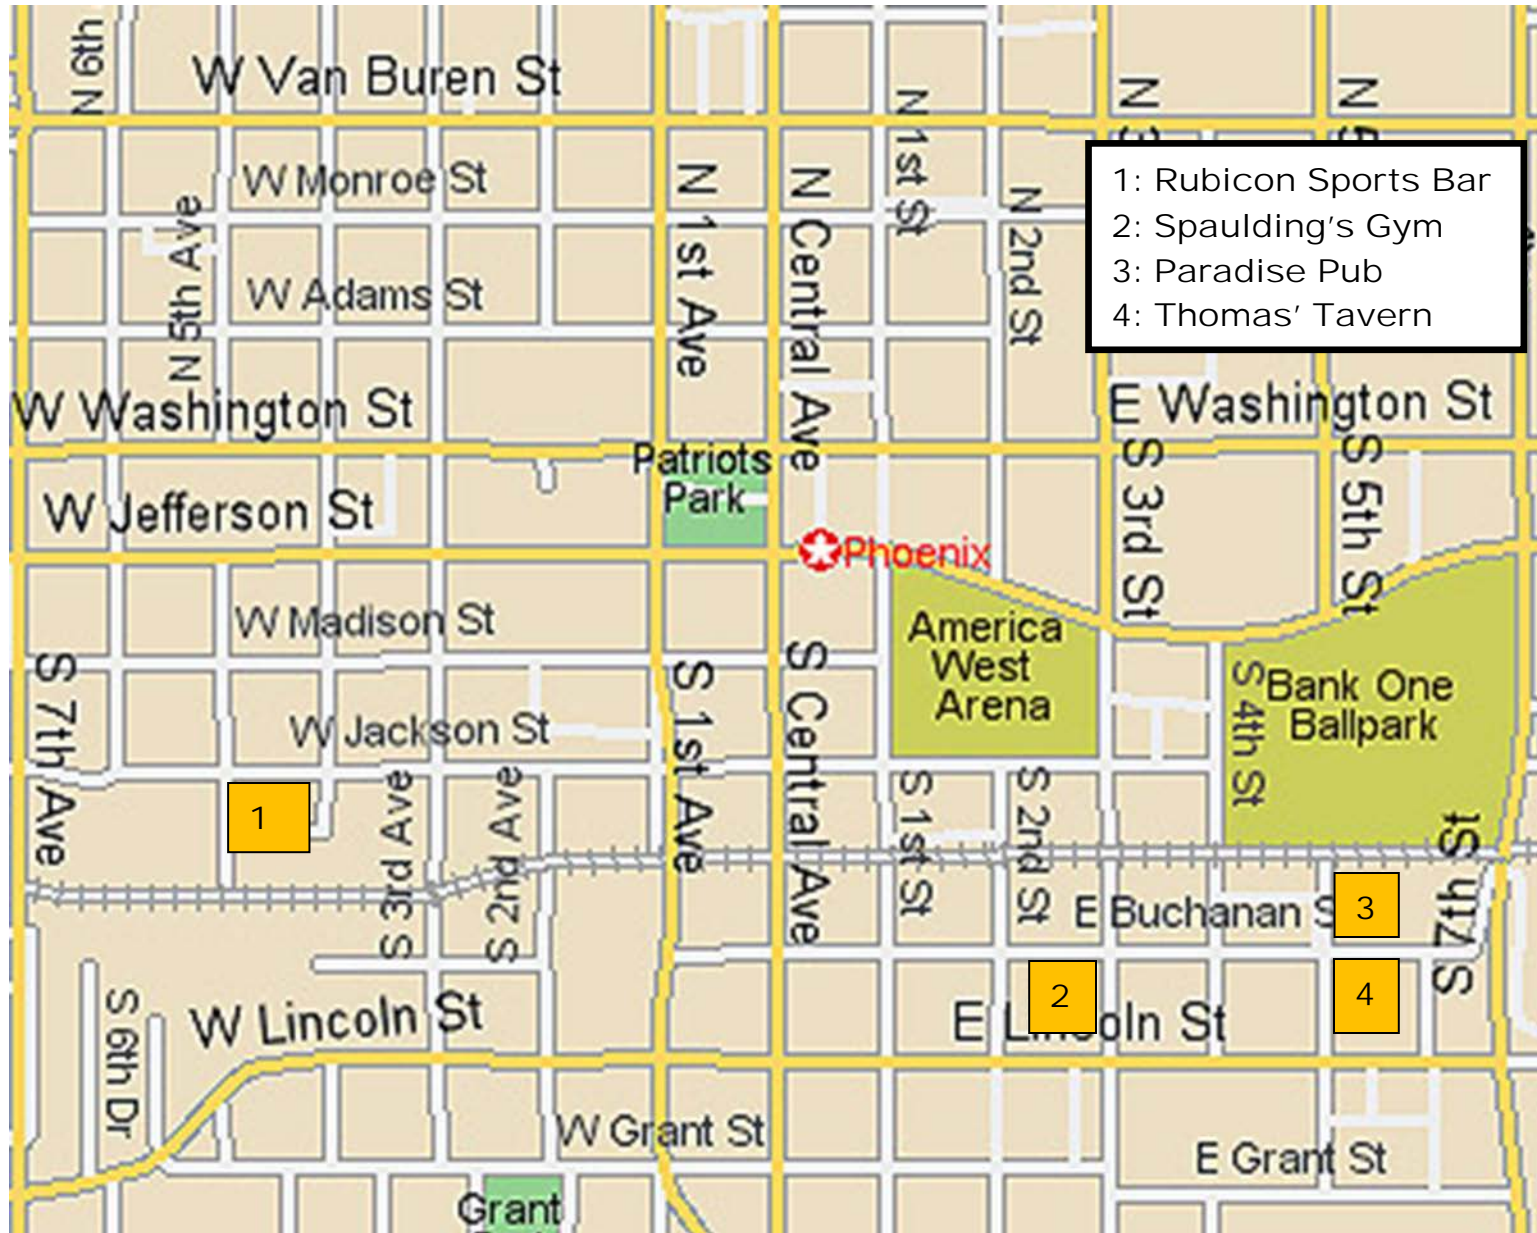 N 6th
W Van Buren St
N 1st St
N 3
N 5
W Monroe St
N 5th Ave
N 1st Ave
N Central Ave
N 2nd St
1: Rubicon Sports Bar
2: Spaulding's Gym
3: Paradise Pub
4: Thomas' Tavern
W Adams St
W Washington St
E Washington St
Patriots
Park
W Jefferson St
S 3rd St
S 5th St
Phoenix
W Madison St
America
West
Arena
S 7th Ave
S 1st Ave
S Central Ave
S 4th St
Bank One
Ballpark
W Jackson St
1
S 3rd Ave
S 2nd Ave
S 1st St
S 2nd St
S 7th St
E Buchanan S
3
2
4
S 6th Dr
W Lincoln St
E Lincoln St
W Grant St
E Grant St
Grant